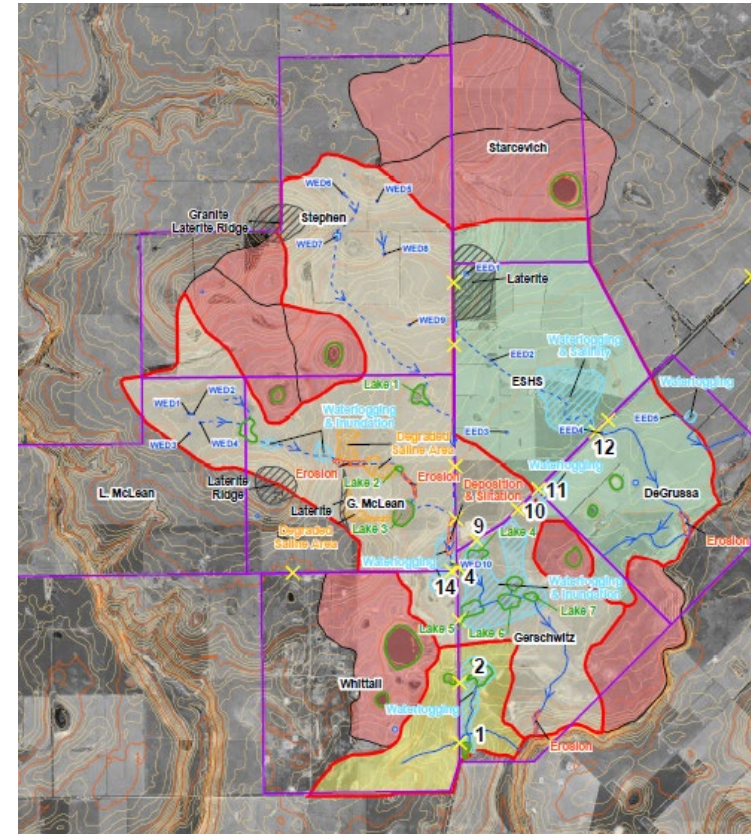 Starcevich
WED6
WED5
Stephen
Granite
Laterite Ridge
WED7
WED8
EED1
Laterite
WED9
Waterlogging
& Salinity
EED2
ESHS
Waterlogging
Lake 1
WED1
WED2
Waterlogging
& Inundation
EED5
WED3
WED4
Degraded
Saline Area
EED3
EED4
12
Erosion
Lake 2
Erosion
Waterlogging
L. McLean
Laterite
Ridge
Deposition
& Siltation
11
DeGrussa
Laterite
G. McLean
10
Lake 3
Lake 4
Degraded
Saline Area
9
Erosion
Waterlogging
WED10
4
14
Waterlogging
& Inundation
Lake 7
Lake 5
Lake 6
Gerschwitz
2
Whittall
Waterlogging
1
Erosion